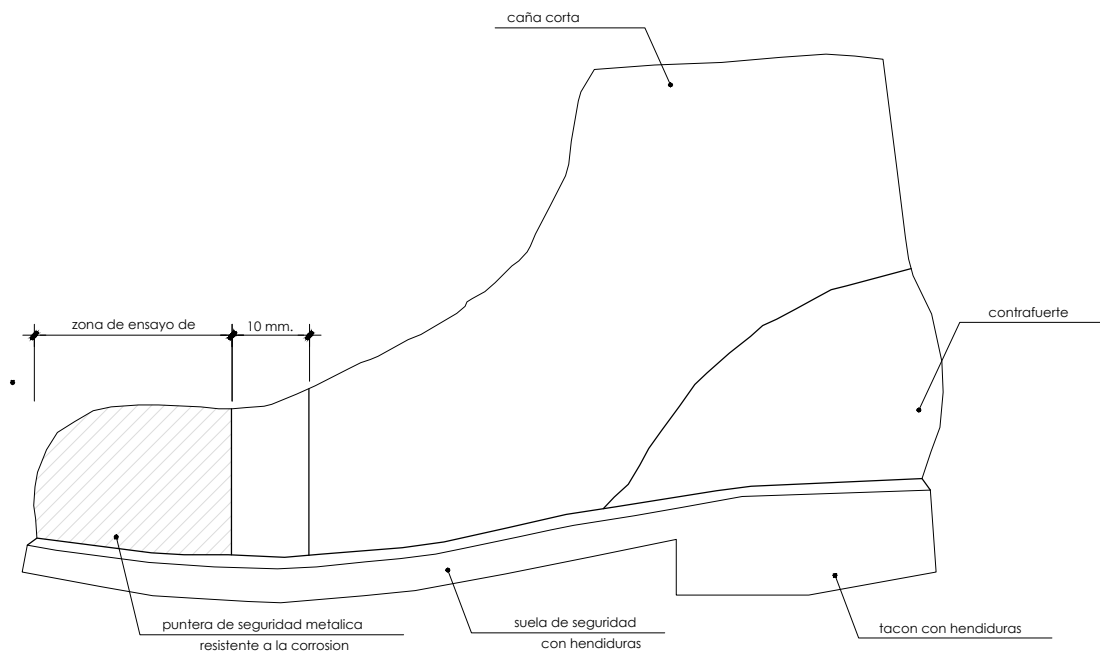 caña corta
contrafuerte
zona de ensayo de
10 mm.
puntera de seguridad metalica
resistente a la corrosion
suela de seguridad
con hendiduras
tacon con hendiduras